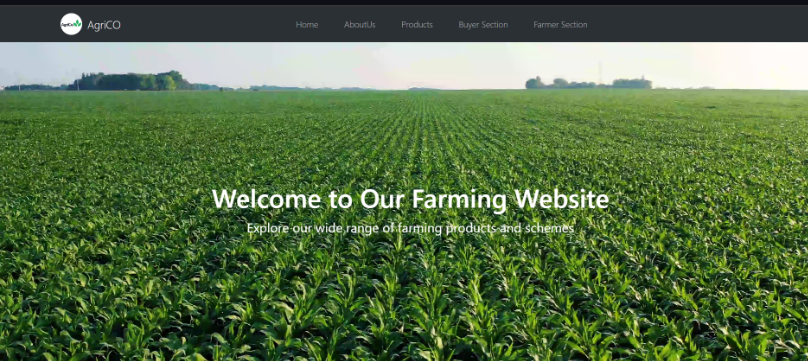 AgriCO AgriCO Home AboutUs Products Buyer Section Farmer Section
Welcome to Our Farming Website
Explore our wide range of farming products and schemes